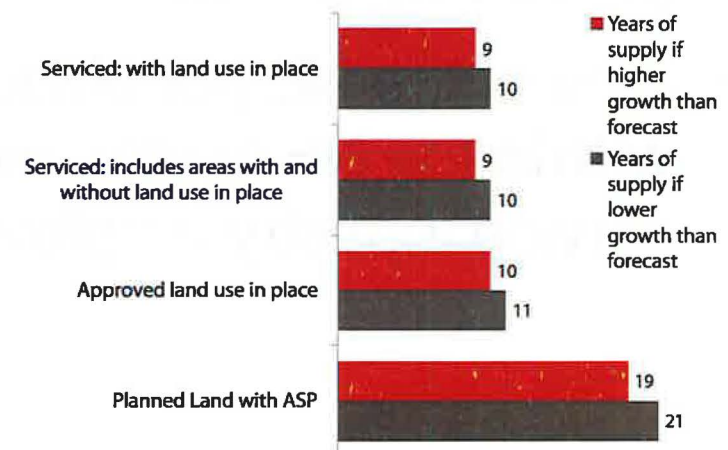 Serviced: with land use in place
9
10
Serviced: includes areas with and
without land use in place
9
10
Approved land use in place
10
11
Planned Land with ASP
19
21
Years of
supply if
higher
growth than
forecast
Years of
supply if
lower
growth than
forecast